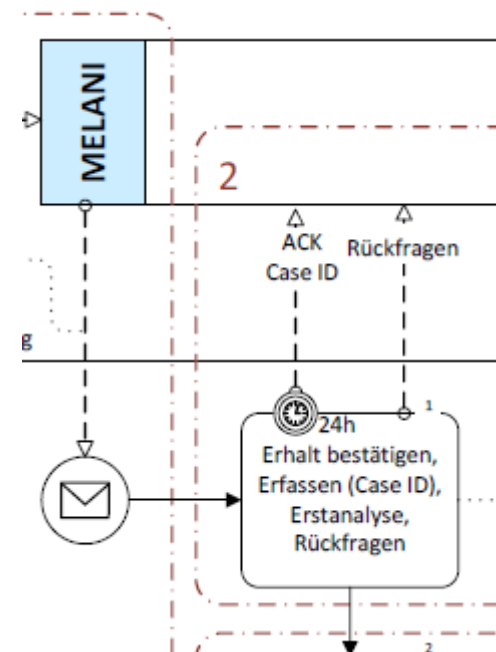 MELANI
2
ACK
Case ID
Rückfragen
g
1
24h
Erhalt bestätigen,
Erfassen (Case ID),
Erstanalyse,
Rückfragen
2